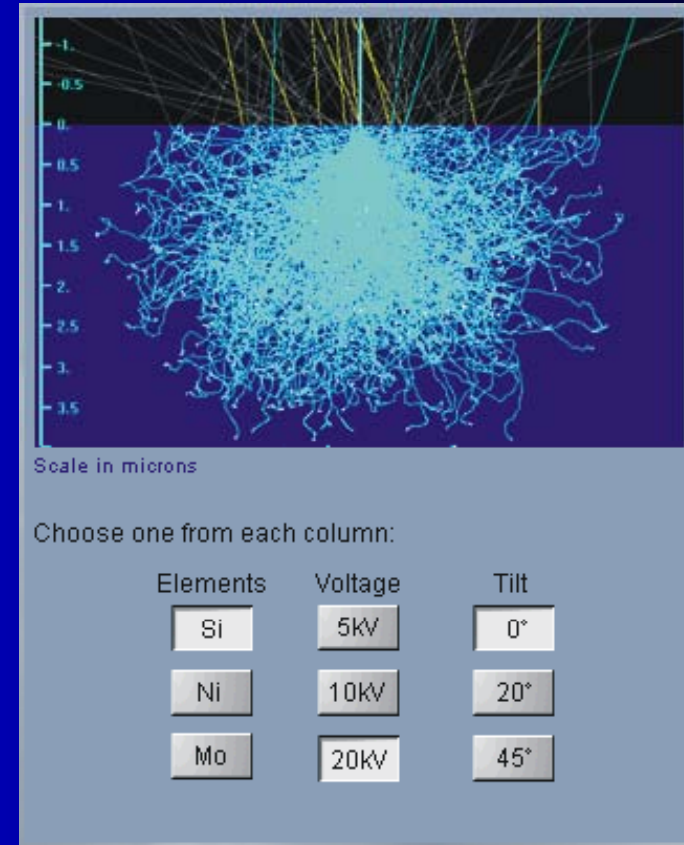 -1.
-0.5
0.
0.5
1.
1.5
2.
2.5
3.
3.5
Scale in microns
Choose one from each column:
Elements Voltage Tilt
Si 5kV 0°
Ni 10kV 20°
Mo 20kV 45°